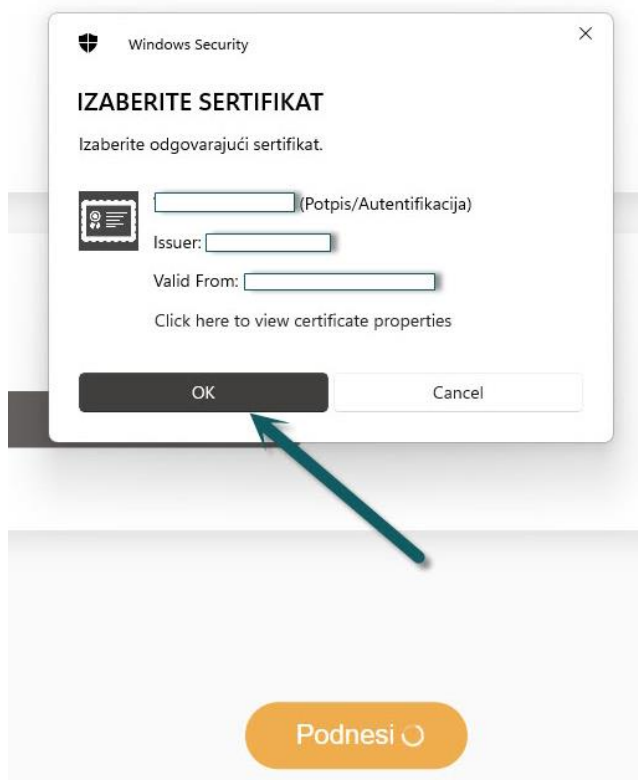 Windows Security
IZABERITE SERTIFIKAT
Izaberite odgovarajući sertifikat.
(Potpis/Autentifikacija)
Issuer:
Valid From:
Click here to view certificate properties
OK Cancel
Podnesi